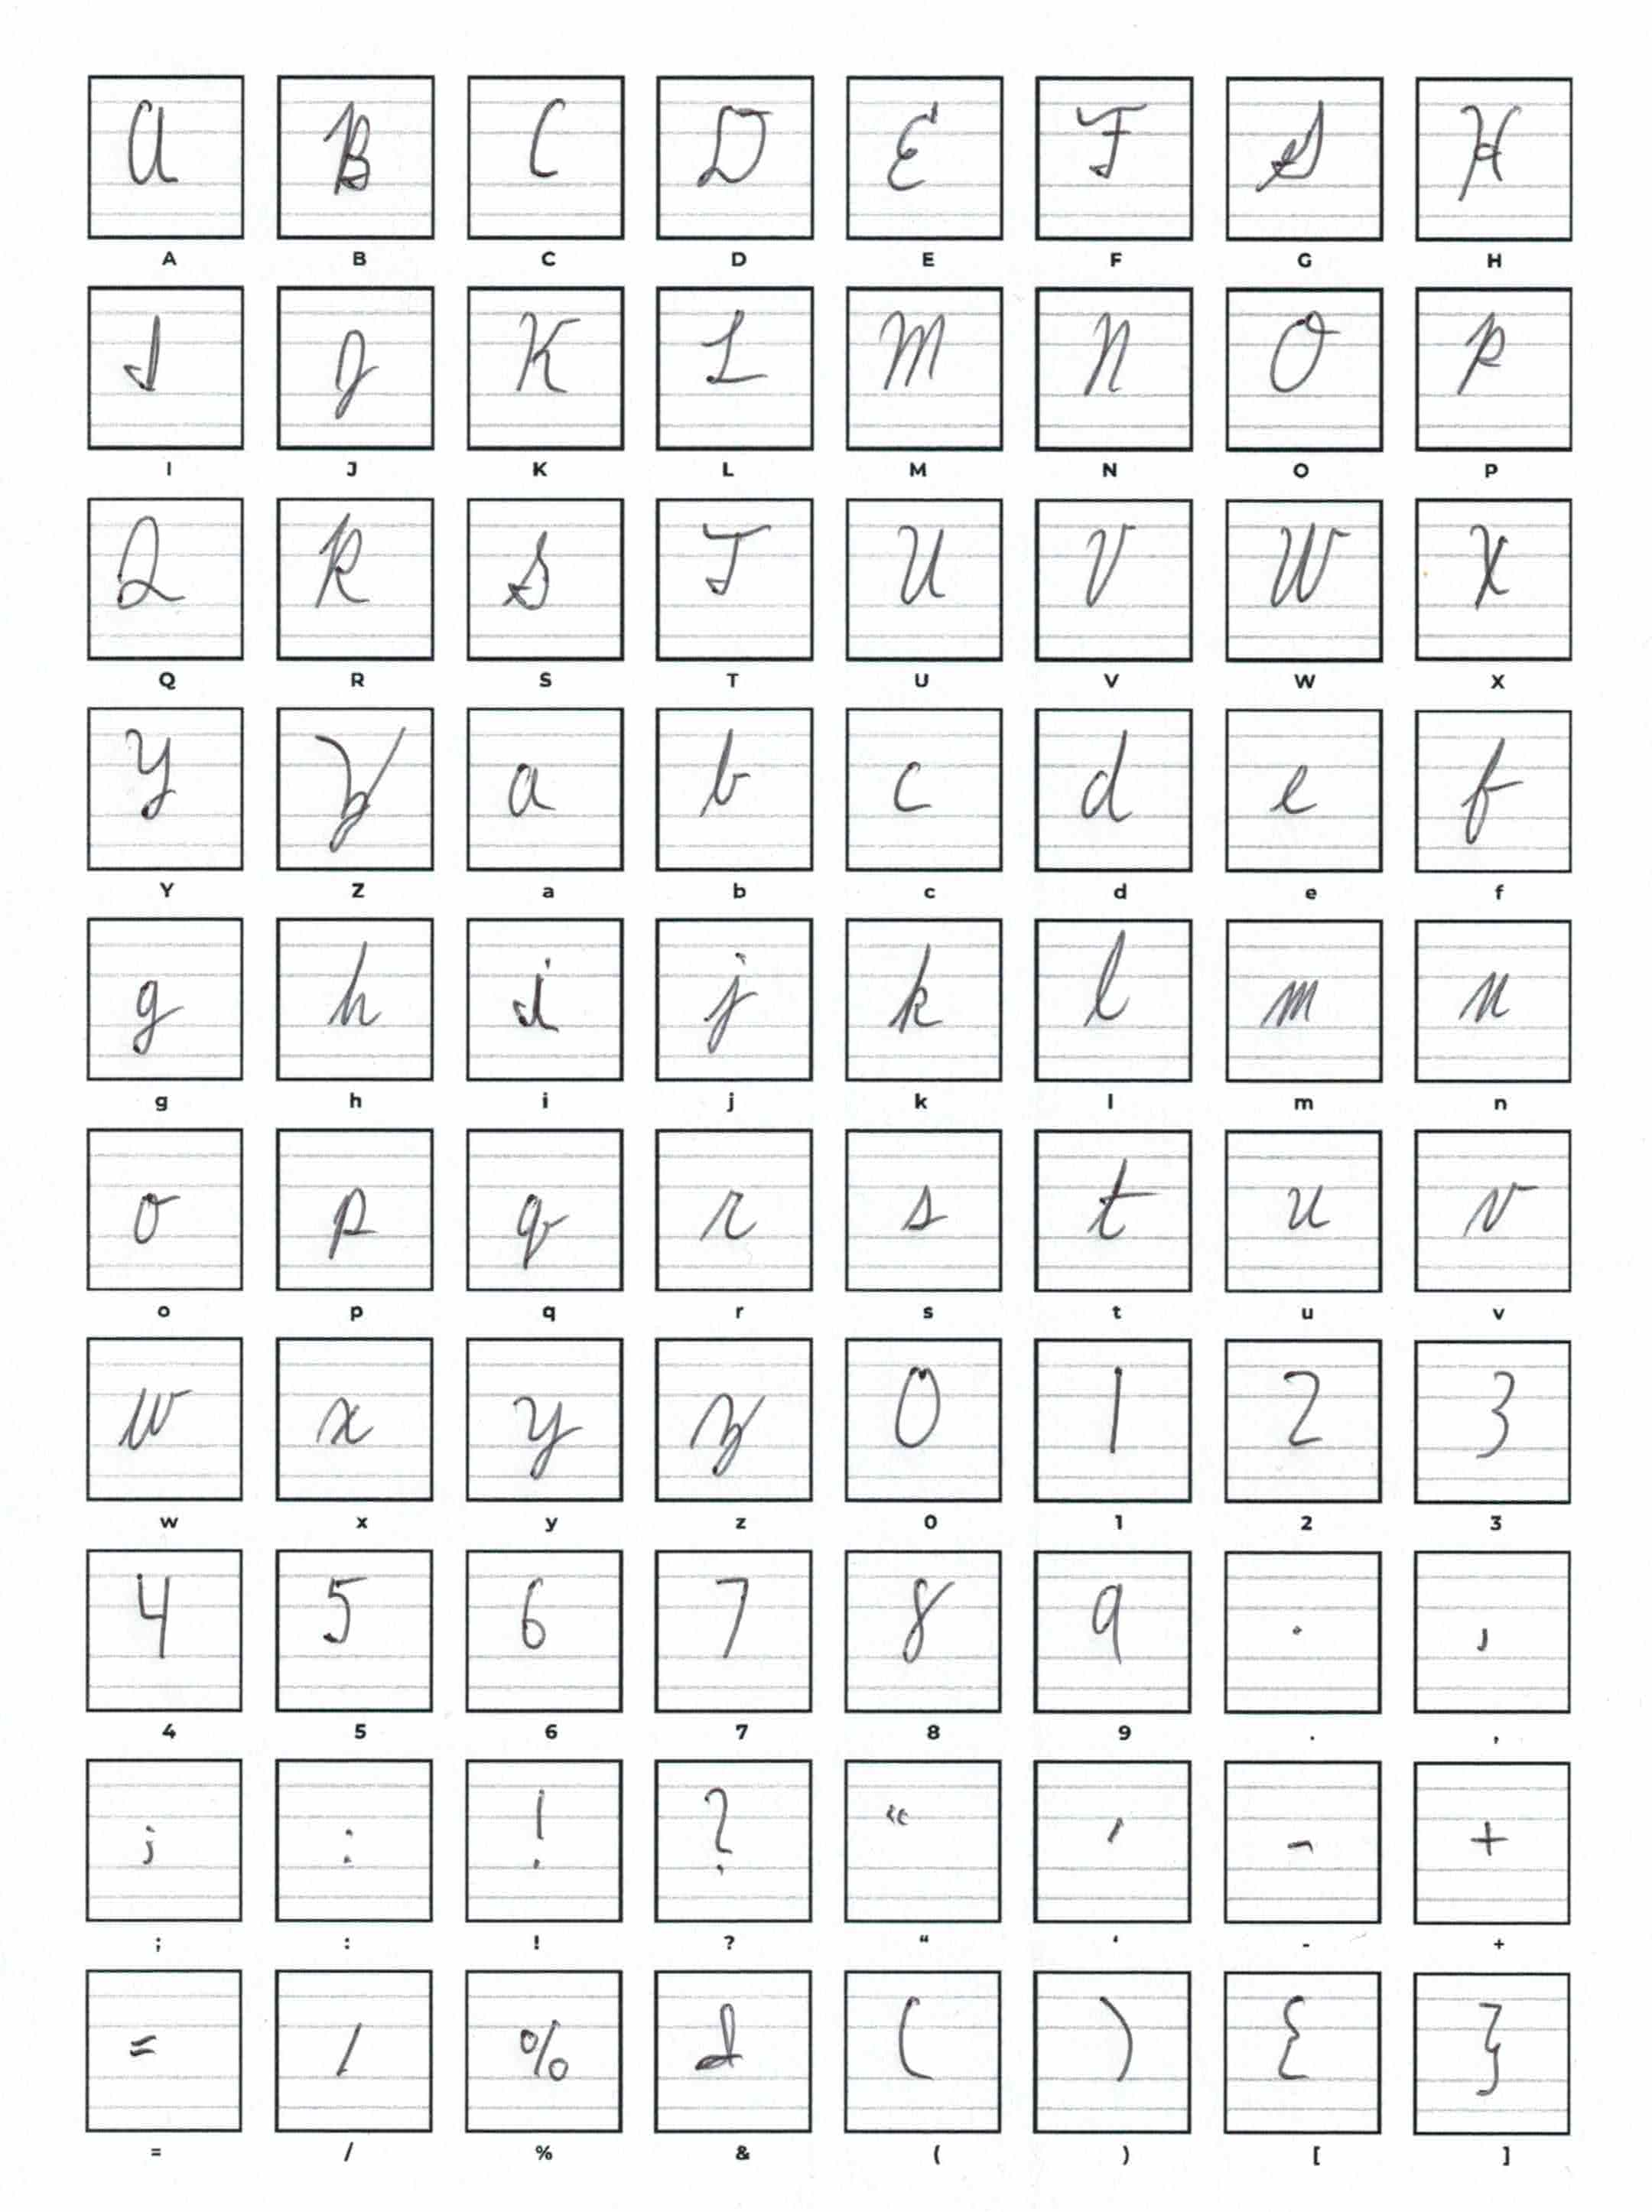 A B C D E F G H
A B C D E F G H
I J K L M N O P
I J K L M N O P
Q R S T U V W X
Q R S T U V W X
Y Z a b c d e f
Y Z a b c d e f
g h i j k l m n
g h i j k l m n
o p q r s t u v
o p q r s t u v
w x y z 0 1 2 3
w x y z 0 1 2 3
4 5 6 7 8 9 . ,
4 5 6 7 8 9 . ,
; : ! ? “ ‘ - +
; : ! ? “ ‘ - +
= / % & ( ) { }
= / % & ( ) [ ]